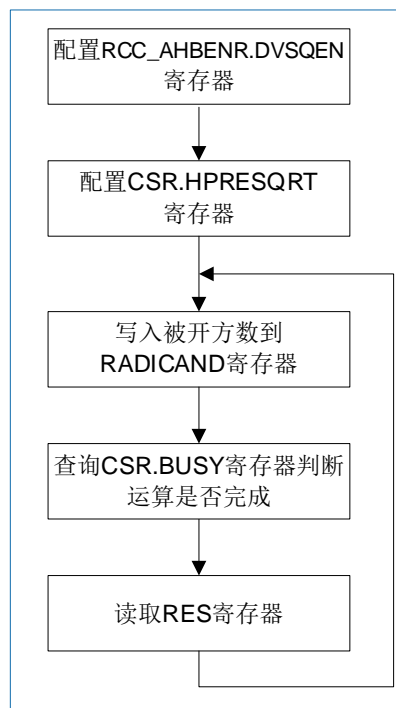 配置RCC_AHBENR.DVSQEN
寄存器
配置CSR.HPRESQRT
寄存器
写入被开方数到
RADICAND寄存器
查询CSR.BUSY寄存器判断
运算是否完成
读取RES寄存器